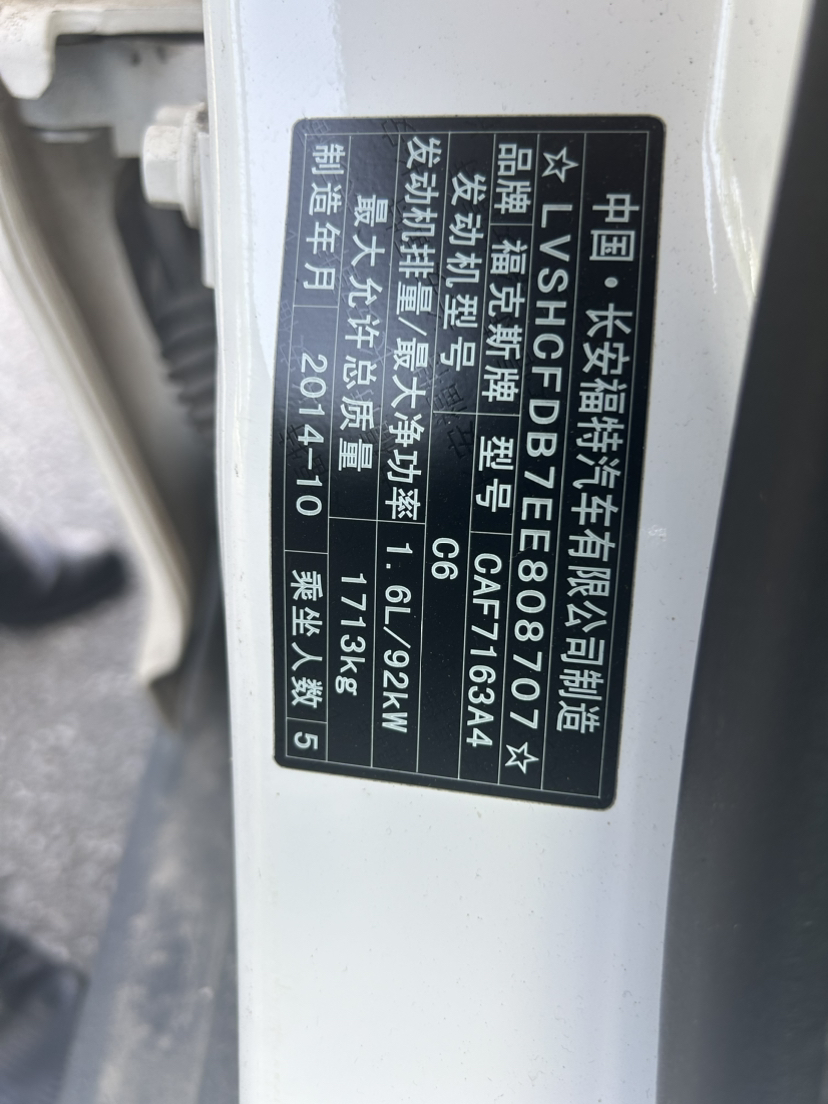 中国·长安福特汽车有限公司制造
☆LVSHCFDB7EE808707☆
品牌 福克斯牌 型号 CAF7163A4
发动机型号 C6
发动机排量/最大净功率 1.6L/92kW
最大允许总质量 1713kg
制造年月 2014-10 乘坐人数 5